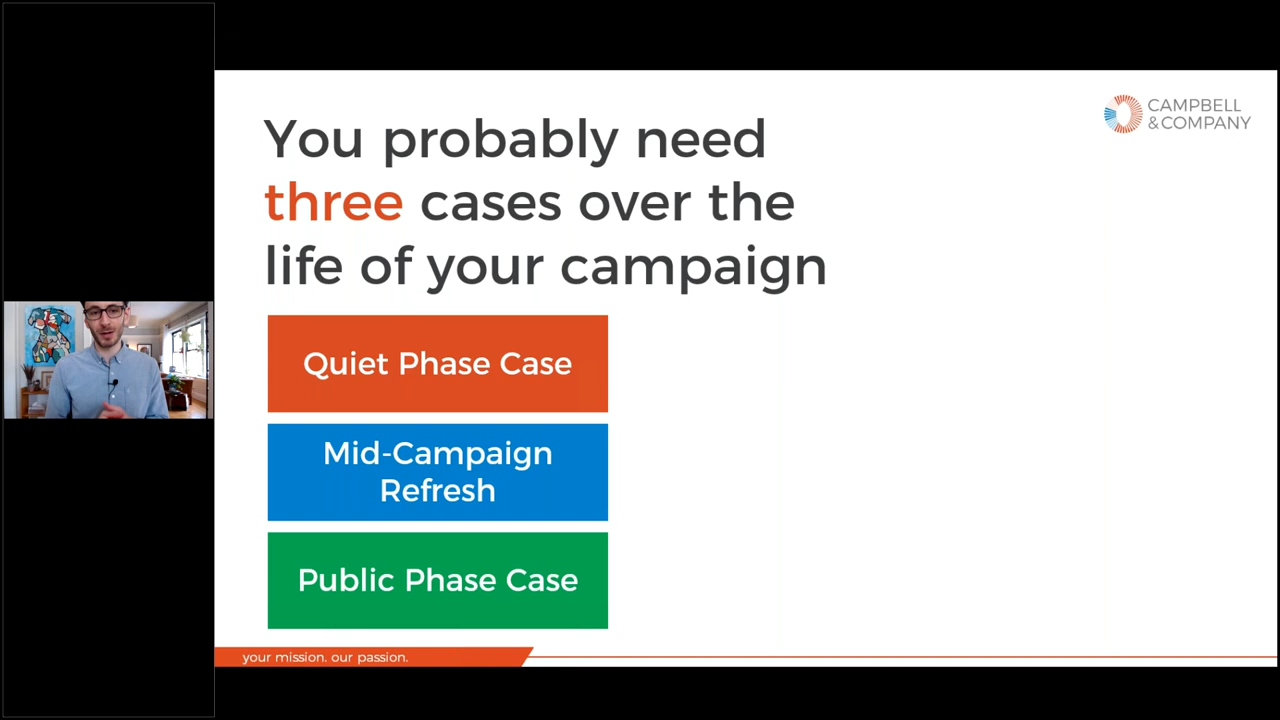 CAMPBELL
&COMPANY
You probably need
three cases over the
life of your campaign
Quiet Phase Case
Mid-Campaign
Refresh
Public Phase Case
your mission. our passion.